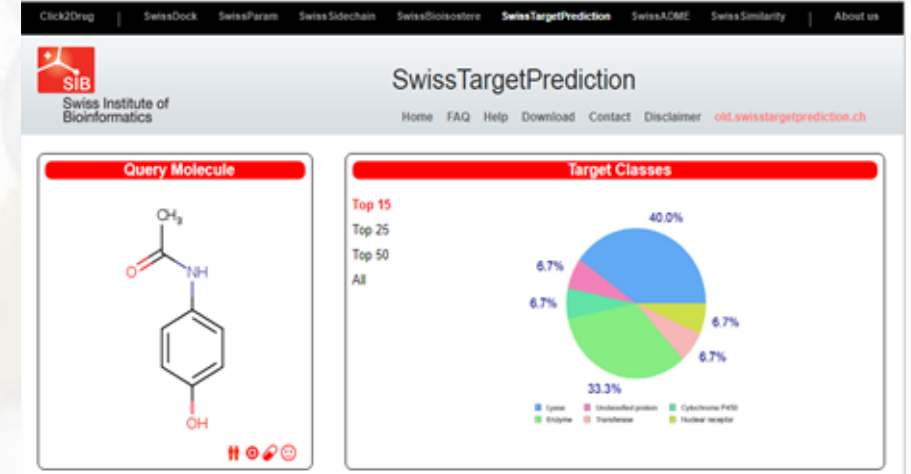 Click2Drug | SwissDock SwissParam SwissSidechain SwissBioisostere SwissTargetPrediction SwissADME SwissSimilarity | About us
SIB
Swiss Institute of
Bioinformatics
SwissTargetPrediction
Home FAQ Help Download Contact Disclaimer old.swisstargetprediction.ch
Query Molecule
CH3
O
NH
OH
Target Classes
Top 15
Top 25
Top 50
All
40.0%
6.7%
6.7%
6.7%
6.7%
33.3%
Lyase Unclassified protein Cytochrome P450
Enzyme Transferase Nuclear receptor